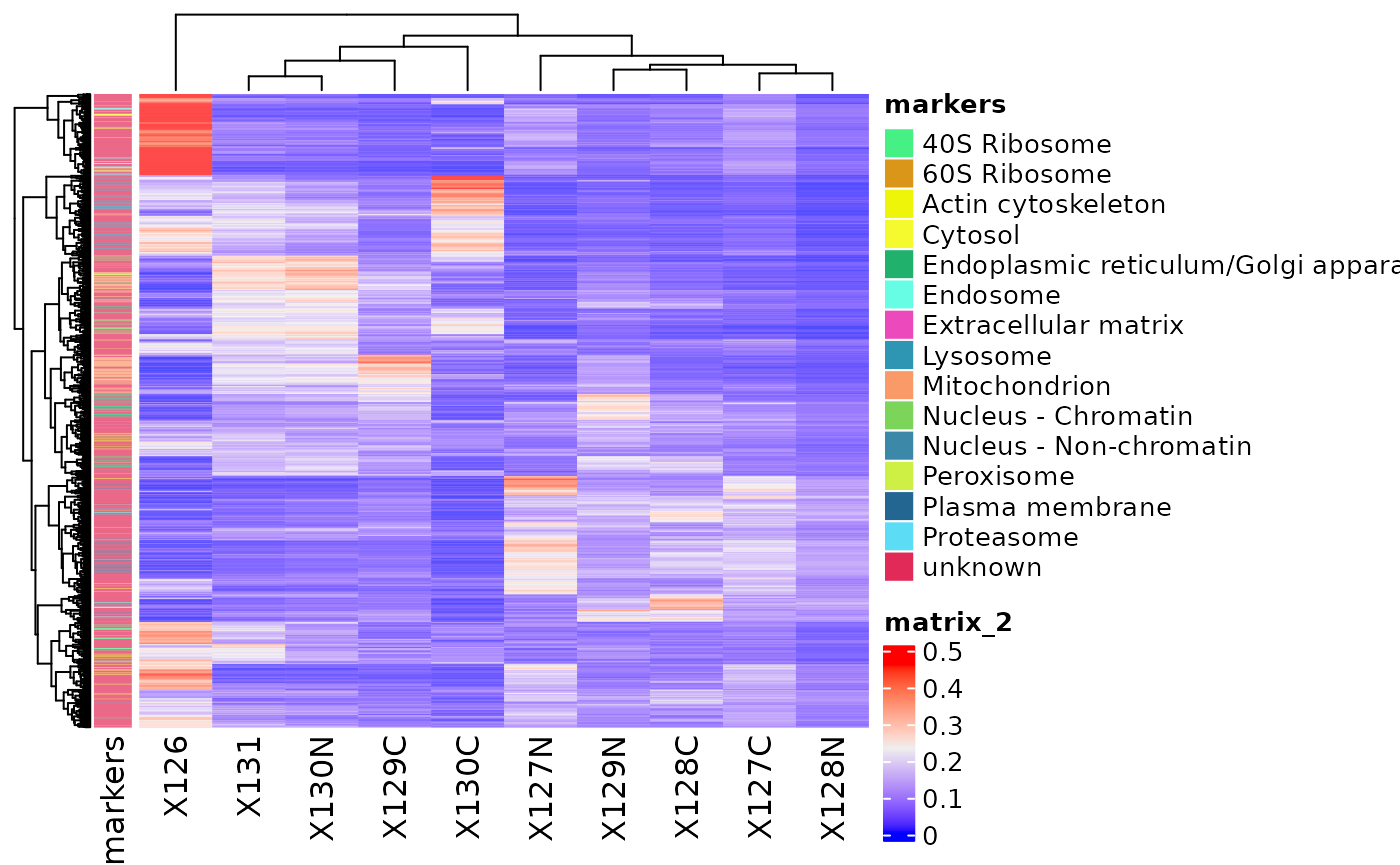 markers
40S Ribosome
60S Ribosome
Actin cytoskeleton
Cytosol
Endoplasmic reticulum/Golgi appara
Endosome
Extracellular matrix
Lysosome
Mitochondrion
Nucleus - Chromatin
Nucleus - Non-chromatin
Peroxisome
Plasma membrane
Proteasome
unknown
matrix_2
0.5
0.4
0.3
0.2
0.1
0
markers
X126
X131
X130N
X129C
X130C
X127N
X129N
X128C
X127C
X128N